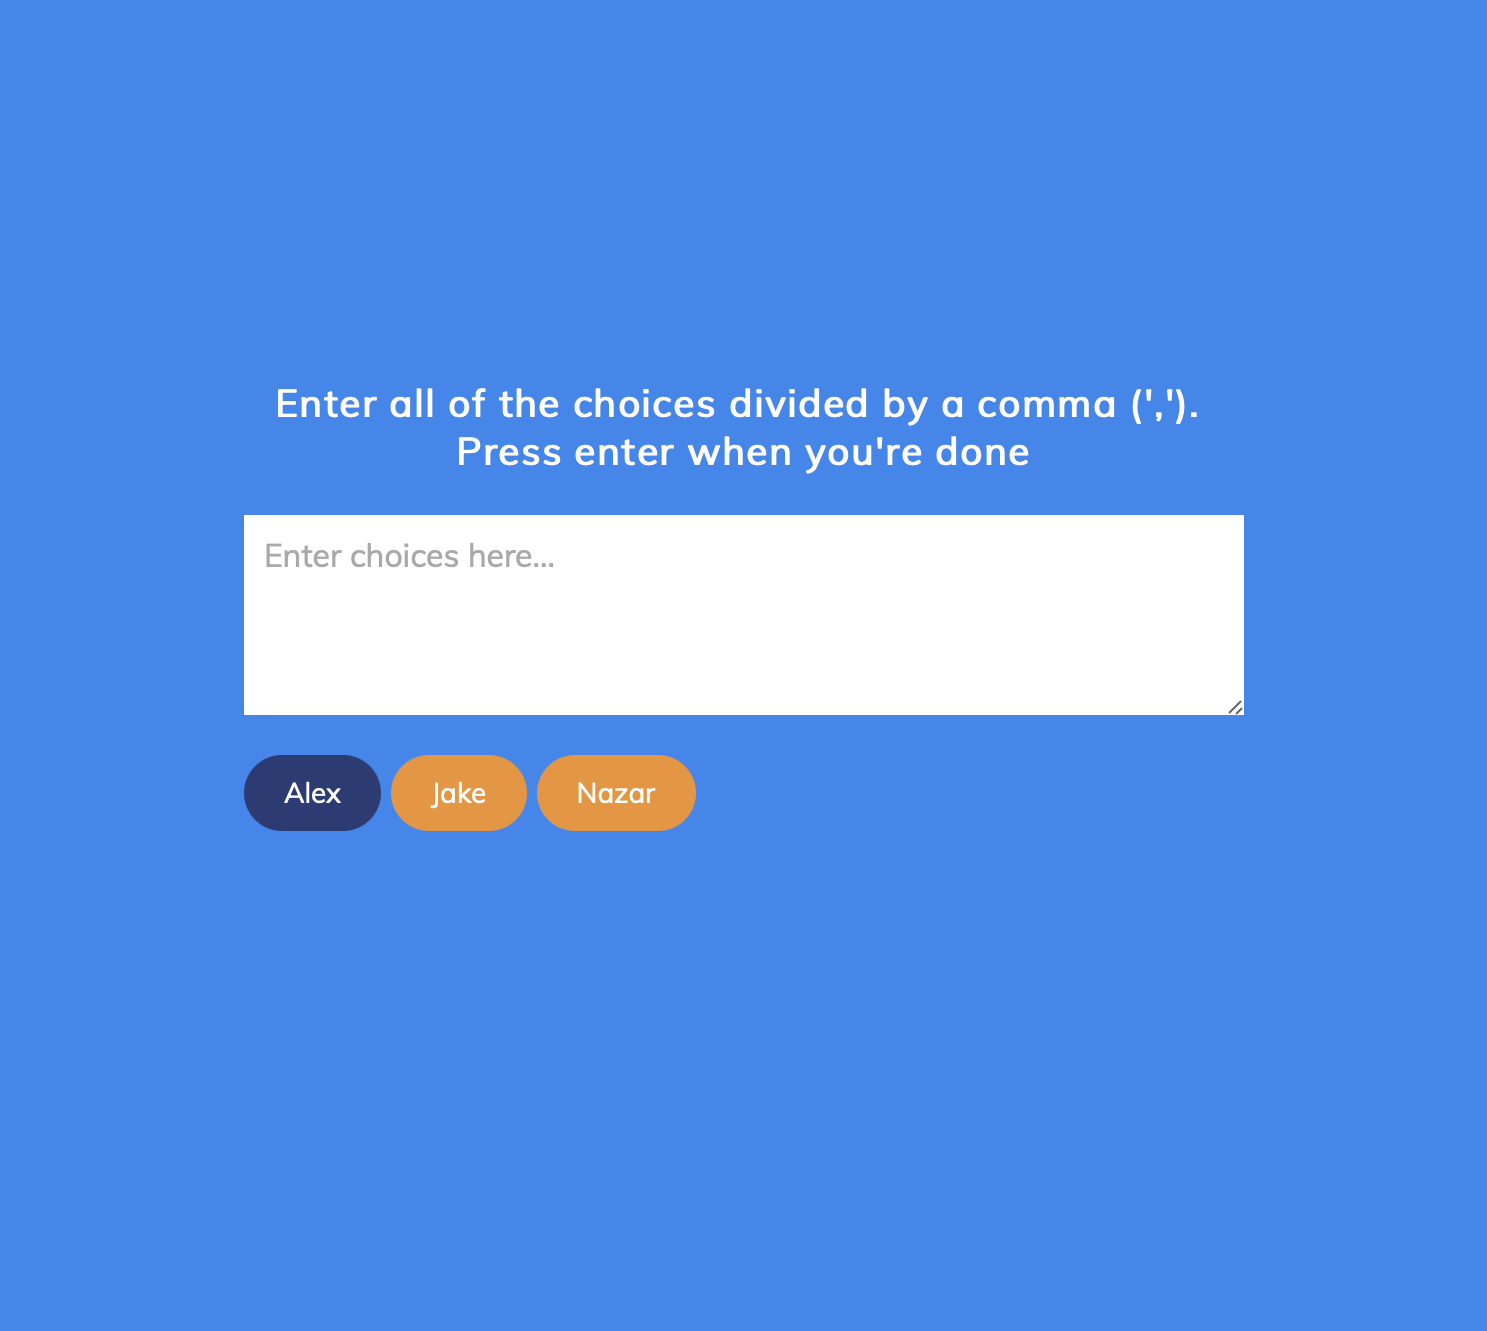 Enter all of the choices divided by a comma (',').
Press enter when you're done
Enter choices here...
Alex Jake Nazar